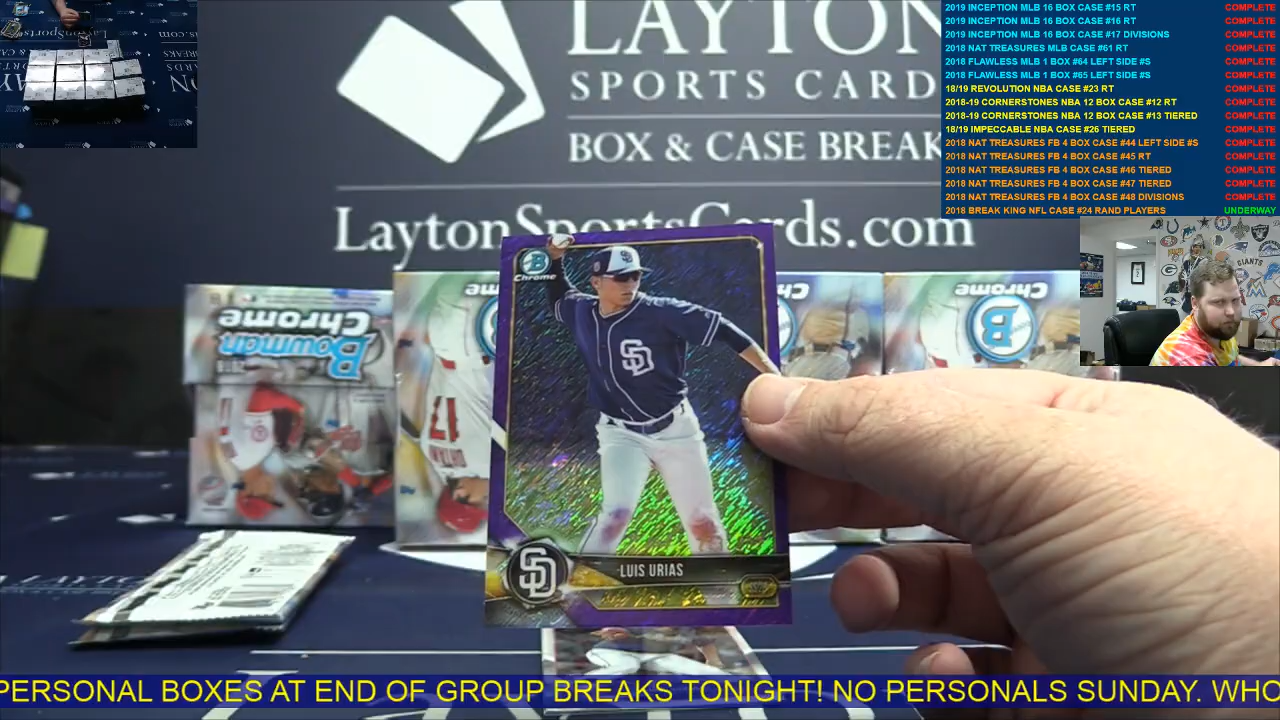 LAYTON
SPORTS CARD
BOX & CASE BREAK
LaytonSportsCards.com
2019 INCEPTION MLB 16 BOX CASE #15 RT COMPLETE
2019 INCEPTION MLB 16 BOX CASE #16 RT COMPLETE
2019 INCEPTION MLB 16 BOX CASE #17 DIVISIONS COMPLETE
2018 NAT TREASURES MLB CASE #61 RT COMPLETE
2018 FLAWLESS MLB 1 BOX #64 LEFT SIDE #S COMPLETE
2018 FLAWLESS MLB 1 BOX #65 LEFT SIDE #S COMPLETE
18/19 REVOLUTION NBA CASE #23 RT COMPLETE
2018-19 CORNERSTONES NBA 12 BOX CASE #12 RT COMPLETE
2018-19 CORNERSTONES NBA 12 BOX CASE #13 TIERED COMPLETE
18/19 IMPECCABLE NBA CASE #26 TIERED COMPLETE
2018 NAT TREASURES FB 4 BOX CASE #44 LEFT SIDE #S COMPLETE
2018 NAT TREASURES FB 4 BOX CASE #45 RT COMPLETE
2018 NAT TREASURES FB 4 BOX CASE #46 TIERED COMPLETE
2018 NAT TREASURES FB 4 BOX CASE #47 TIERED COMPLETE
2018 NAT TREASURES FB 4 BOX CASE #48 DIVISIONS COMPLETE
2018 BREAK KING NFL CASE #24 RAND PLAYERS UNDERWAY
GIANTS
B
Chrome
SD
SD
LUIS URIAS
Chrome
Bowman
2018
17
B
PERSONAL BOXES AT END OF GROUP BREAKS TONIGHT! NO PERSONALS SUNDAY. WHO